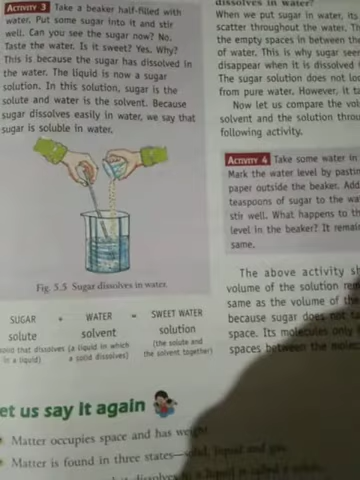 ACTIVITY 3 Take a beaker half-filled with
water. Put some sugar into it and stir
well. Can you see the sugar now? No.
Taste the water. Is it sweet? Yes. Why?
This is because the sugar has dissolved in
the water. The liquid is now a sugar
solution. In this solution, sugar is the
solute and water is the solvent. Because
sugar dissolves easily in water, we say that
sugar is soluble in water.
Fig. 5.5 Sugar dissolves in water.
SUGAR + WATER = SWEET WATER
solute solvent solution
solid that dissolves (a liquid in which (the solute and
in a liquid) a solid dissolves) the solvent together)
et us say it again
Matter occupies space and has weight
Matter is found in three states—solid, liquid and gas
dissolves in water?
When we put sugar in water, its
scatter throughout the water.
the empty spaces in between the
of water. This is why sugar see
disappear when it is dissolved
The sugar solution does not lo
from pure water. However, it ta
Now let us compare the vo
solvent and the solution throu
following activity.
ACTIVITY 4 Take some water in
Mark the water level by pastin
paper outside the beaker. Add
teaspoons of sugar to the wa
stir well. What happens to th
level in the beaker? It remai
same.
The above activity sh
volume of the solution rem
same as the volume of the
because sugar does not ta
space. Its molecules only
spaces between the molec